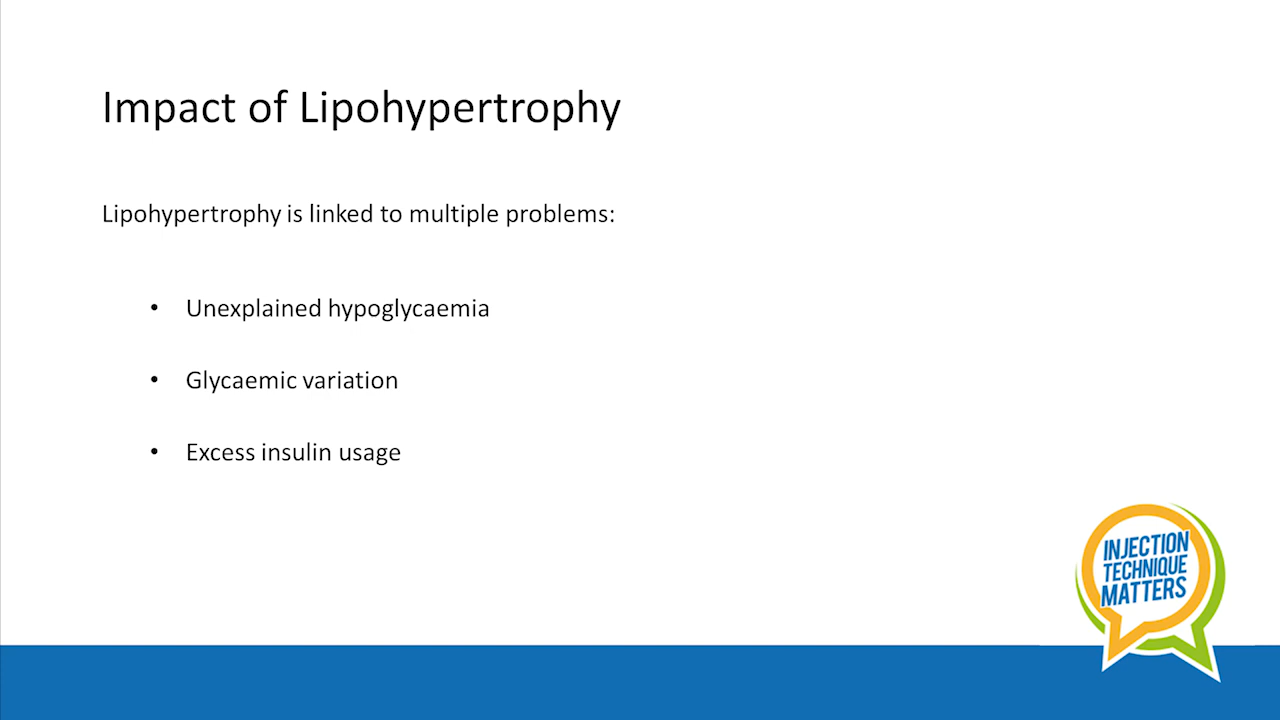 Impact of Lipohypertrophy
Lipohypertrophy is linked to multiple problems:
• Unexplained hypoglycaemia
• Glycaemic variation
• Excess insulin usage
INJECTION
TECHNIQUE
MATTERS